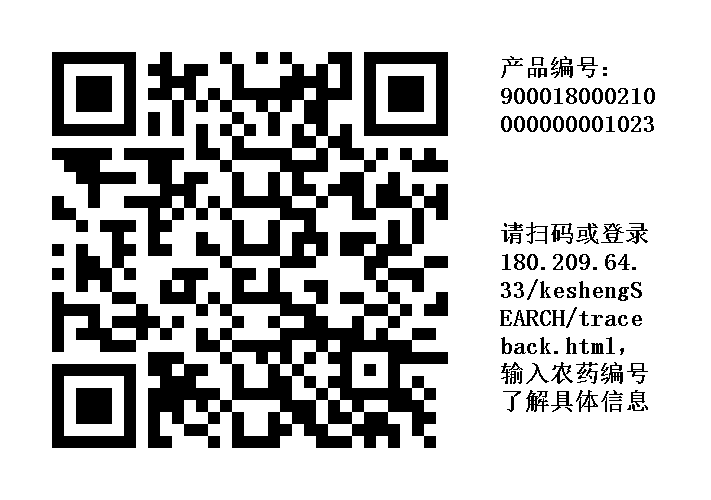 产品编号：
900018000210
000000001023
请扫码或登录
180.209.64.
33/keshengS
EARCH/trace
back.html，
输入农药编号
了解具体信息